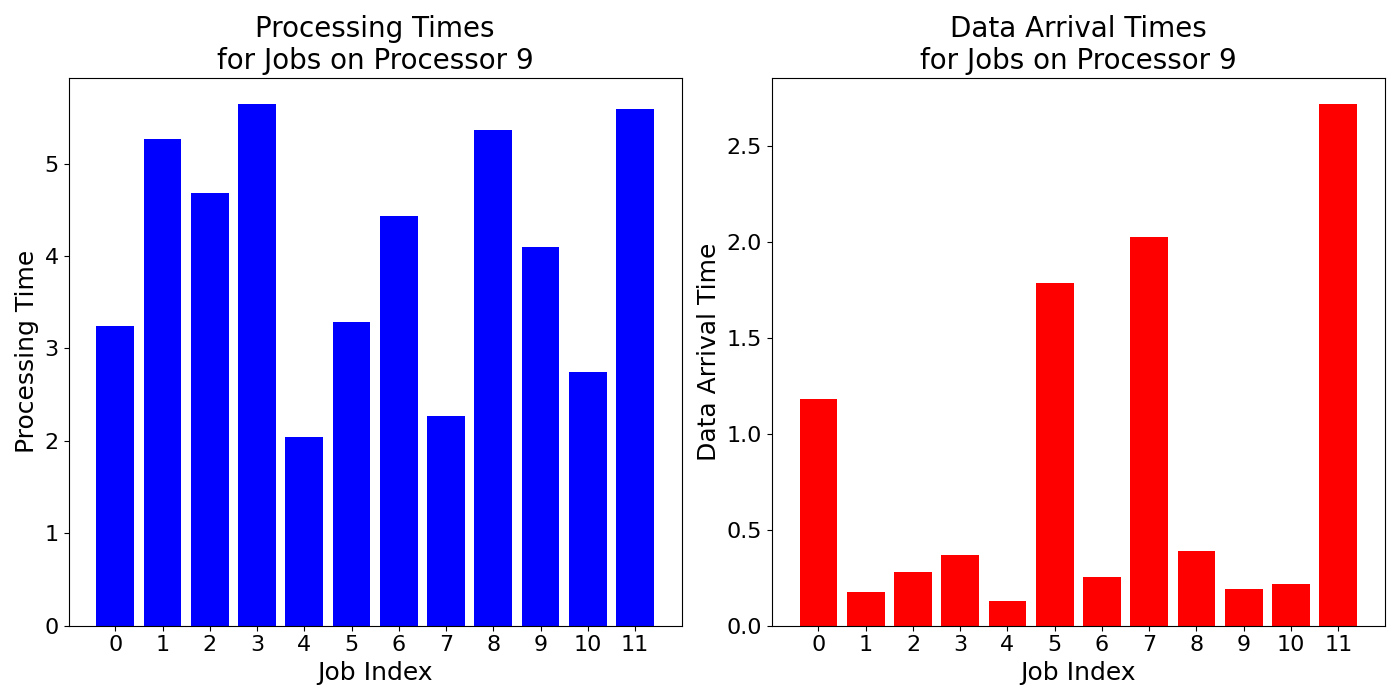 Processing Times
for Jobs on Processor 9
Processing Time
5
4
3
2
1
0
0 1 2 3 4 5 6 7 8 9 10 11
Job Index
Data Arrival Times
for Jobs on Processor 9
Data Arrival Time
2.5
2.0
1.5
1.0
0.5
0.0
0 1 2 3 4 5 6 7 8 9 10 11
Job Index